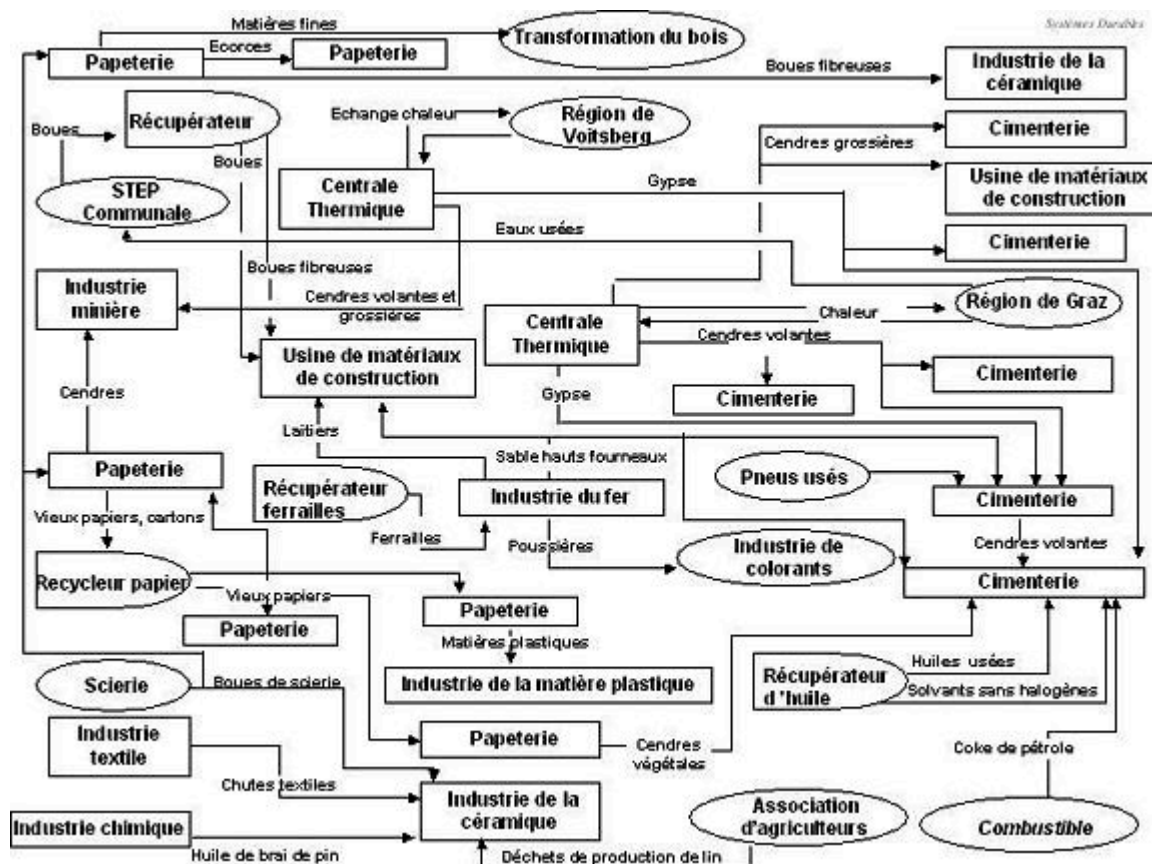 Systèmes Durables
Matières fines
Transformation du bois
Ecorces
Papeterie
Papeterie
Boues fibreuses
Industrie de la
céramique
Récupérateur
Echange chaleur
Région de
Voitsberg
Cimenterie
Boues
Boues
Cendres grossières
STEP
Communale
Centrale
Thermique
Gypse
Usine de matériaux
de construction
Eaux usées
Cimenterie
Boues fibreuses
Industrie
minière
Cendres volantes et
grossières
Région de Graz
Centrale
Thermique
Chaleur
Cendres volantes
Usine de matériaux
de construction
Cimenterie
Cendres
Gypse
Cimenterie
Laitiers
Sable hauts fourneaux
Papeterie
Récupérateur
ferrailles
Industrie du fer
Pneus usés
Cimenterie
Vieux papiers, cartons
Ferrailles
Poussières
Industrie de
colorants
Cendres volantes
Recycleur papier
Cimenterie
Vieux papiers
Papeterie
Papeterie
Matières plastiques
Huiles usées
Scierie
Boues de scierie
Industrie de la matière plastique
Récupérateur
d'huile
Solvants sans halogènes
Industrie
textile
Papeterie
Cendres
végétales
Coke de pétrole
Chutes textiles
Industrie de la
céramique
Association
d'agriculteurs
Industrie chimique
Combustible
Huile de brai de pin
Déchets de production de lin